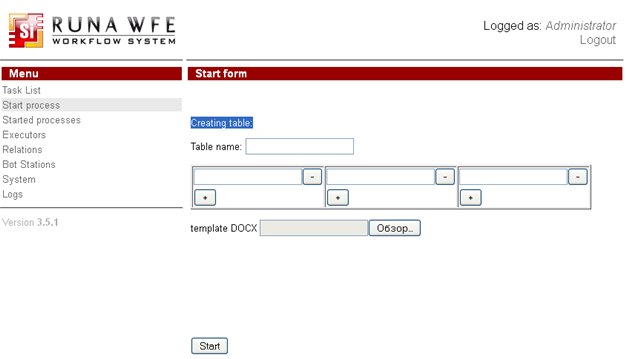 RUNA WFE
WORKFLOW SYSTEM
Logged as: Administrator
Logout
Menu
Task List
Start process
Started processes
Executors
Relations
Bot Stations
System
Logs
Version 3.5.1
Start form
Creating table:
Table name:
- - -
+ + +
template DOCX Обзор...
Start